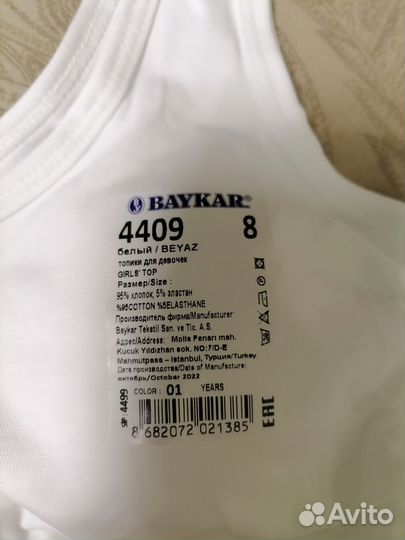 BAYKAR®
4409 8
белый / BEYAZ
топики для девочек
GIRLS' TOP
Размер/Size :
95% хлопок, 5% эластан
%95COTTON %5ELASTHANE
Производитель фирма/Manufacturer
Baykar Tekstil San. ve Tic. A.S.
Адрес/Address: Molla Fenari mah.
Kucuk Yildizhan sok. NO:7/D-E
Mahmutpasa – Istanbul, Турция/Turkey
Дата производства/Date of Manufacture:
октябрь/October 2022
COLOR : 01 YEARS
SIP: 4499
8 682072 021385
EAC
Avito